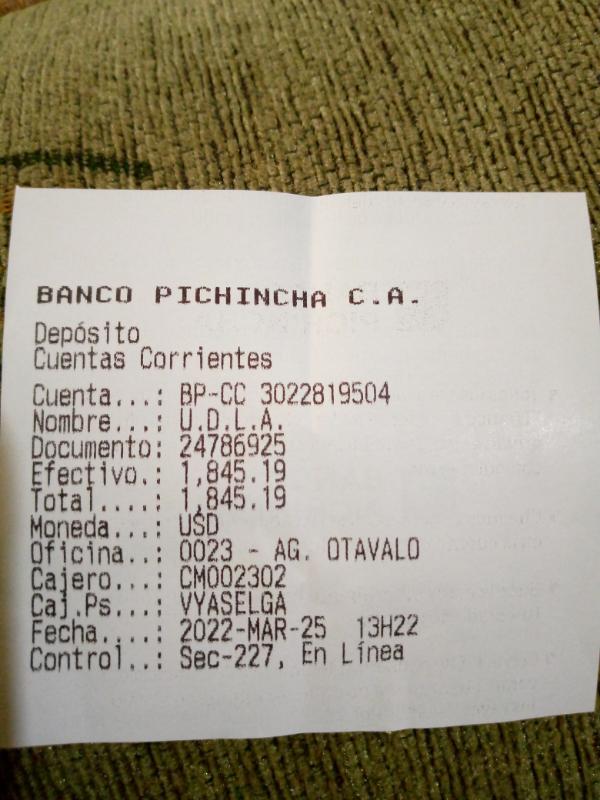 BANCO PICHINCHA C.A.
Depósito
Cuentas Corrientes
Cuenta...: BP-CC 3022819504
Nombre...: U.D.L.A.
Documento: 24786925
Efectivo.: 1,845.19
Total....: 1,845.19
Moneda...: USD
Oficina..: 0023 - AG. OTAVALO
Cajero...: CM002302
Caj.Ps...: VYASELGA
Fecha....: 2022-MAR-25 13H22
Control..: Sec-227, En Línea